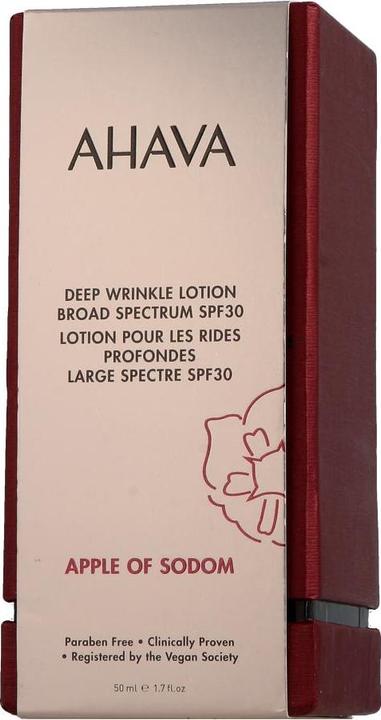 AHAVA
DEEP WRINKLE LOTION
BROAD SPECTRUM SPF30
LOTION POUR LES RIDES
PROFONDES
LARGE SPECTRE SPF30
APPLE OF SODOM
Paraben Free • Clinically Proven
• Registered by the Vegan Society
50 ml ℮ 1.7 fl.oz